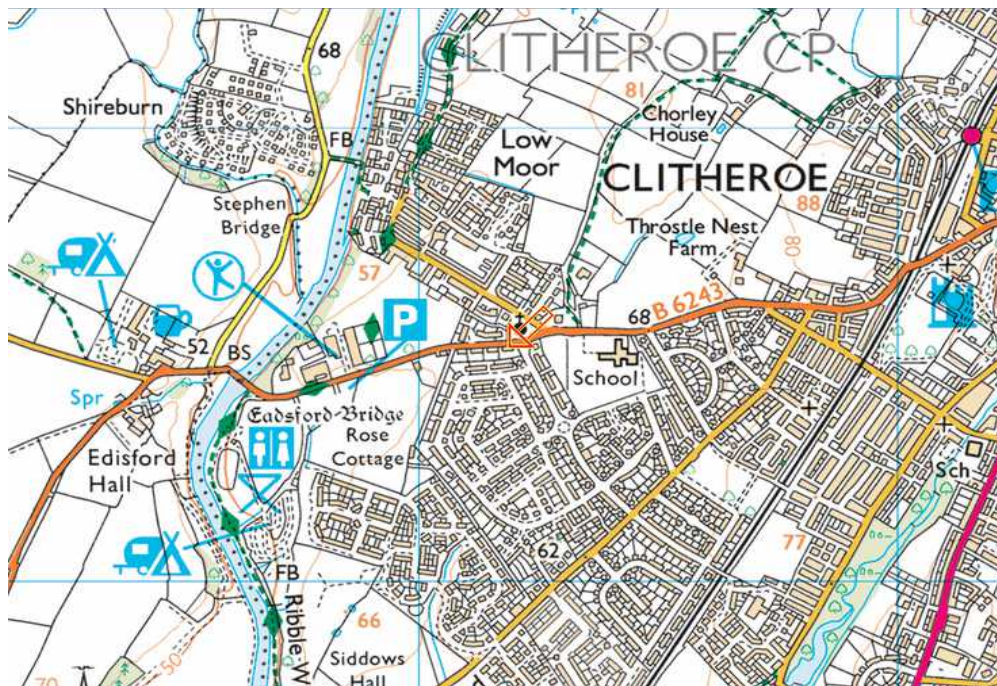 CLITHEROE CP
68
81
Shireburn
Chorley
House
Low
Moor
FB
CLITHEROE
88
Stephen
Bridge
Throstle Nest
Farm
80
57
B 6243
P
68
52
BS
School
Spr
Eadsford Bridge
Rose
Cottage
Edisford
Hall
Sch
62
77
FB
Ribble W
66
Siddows
Hall
50
70